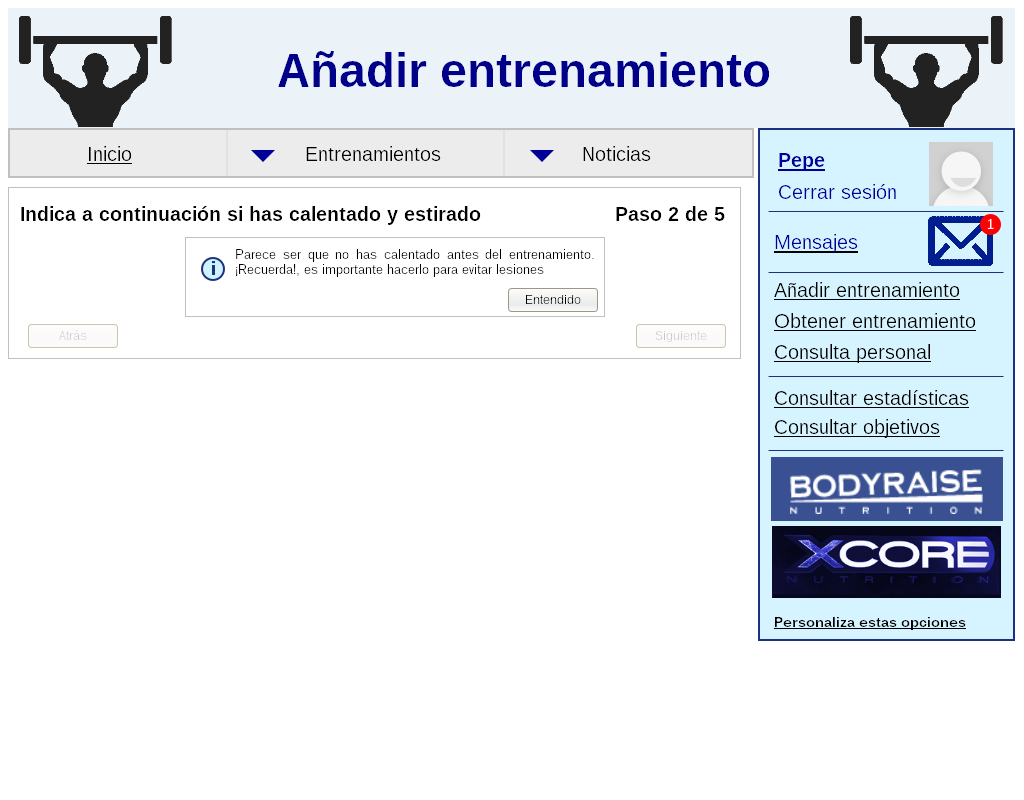 Añadir entrenamiento
Inicio
Entrenamientos
Noticias
Indica a continuación si has calentado y estirado
Paso 2 de 5
Parece ser que no has calentado antes del entrenamiento.
¡Recuerda!, es importante hacerlo para evitar lesiones
Entendido
Atrás
Siguiente
Pepe
Cerrar sesión
Mensajes
1
Añadir entrenamiento
Obtener entrenamiento
Consulta personal
Consultar estadísticas
Consultar objetivos
BODYRAISE
NUTRITION
XCORE
NUTRITION
Personaliza estas opciones